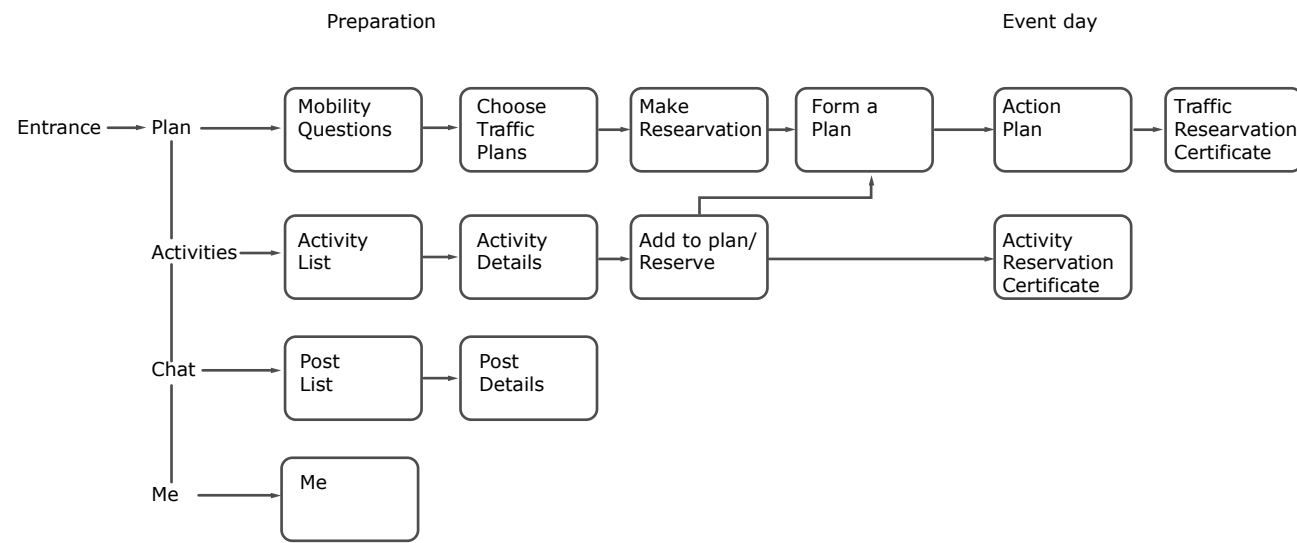 Preparation
Event day
Entrance
Plan
Mobility
Questions
Choose
Traffic
Plans
Make
Researvation
Form a
Plan
Action
Plan
Traffic
Researvation
Certificate
Activities
Activity
List
Activity
Details
Add to plan/
Reserve
Activity
Reservation
Certificate
Chat
Post
List
Post
Details
Me
Me